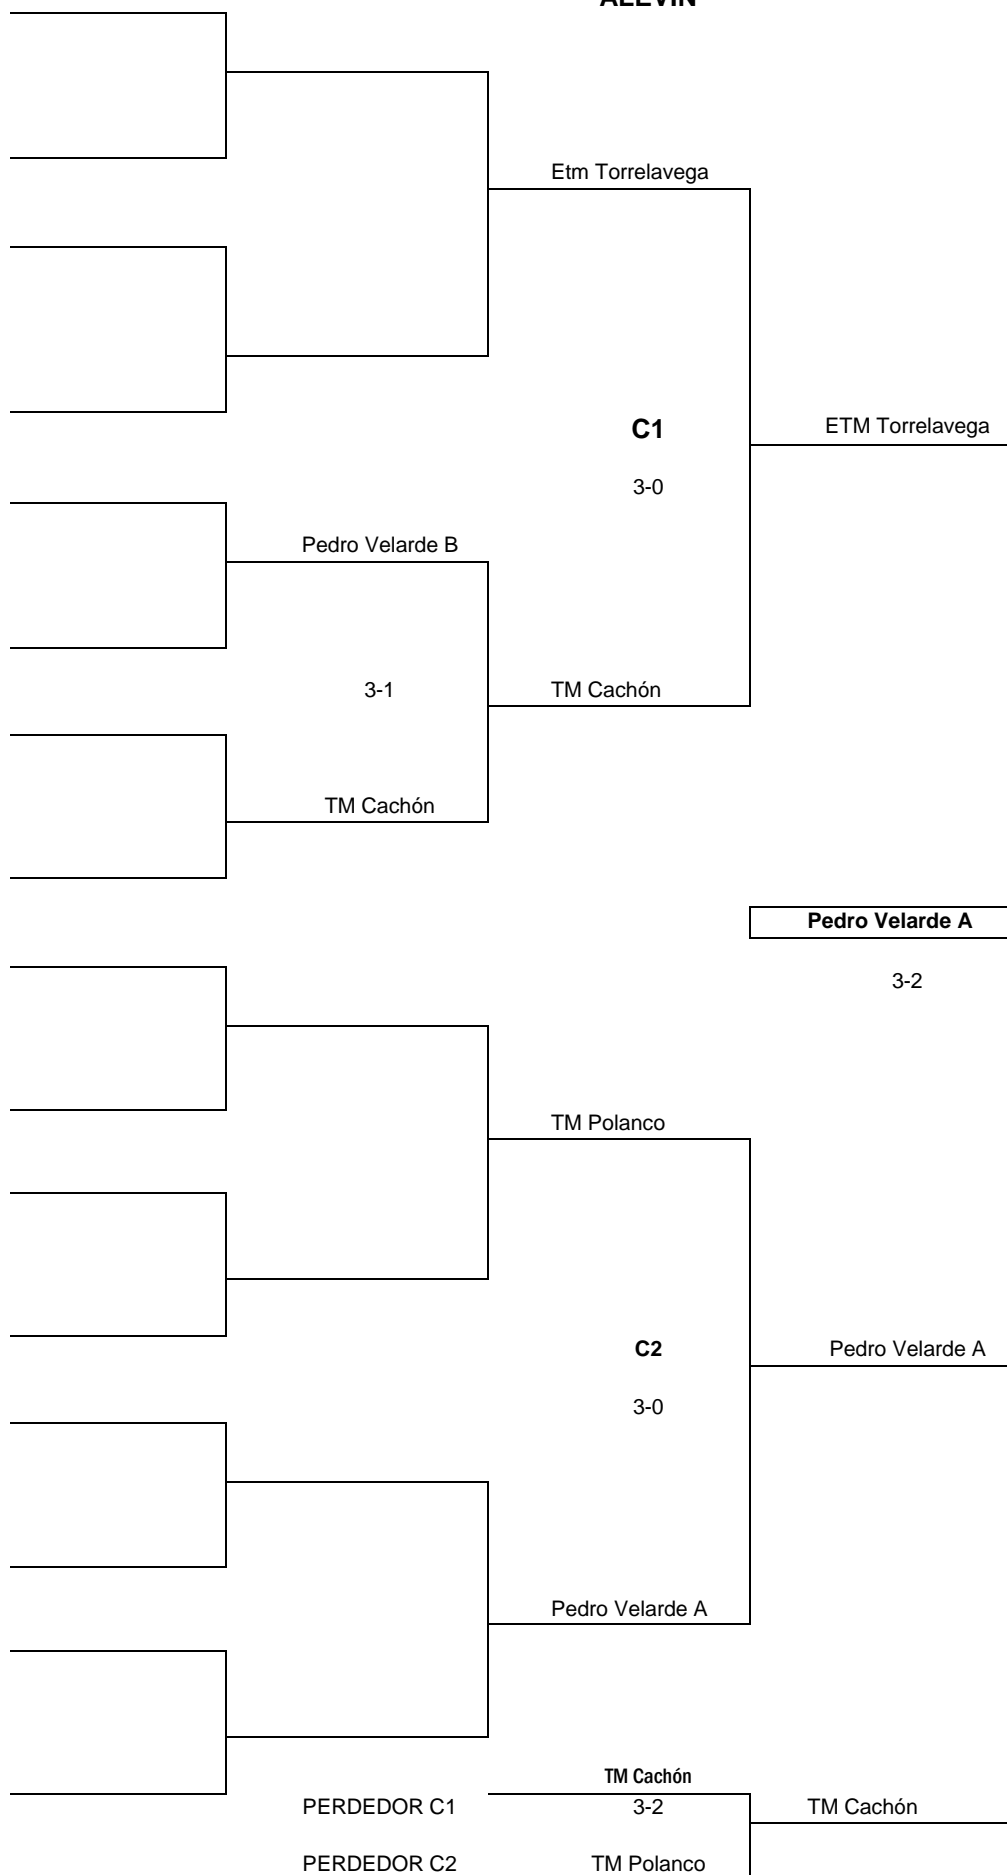 ALEVÍN
Etm Torrelavega
C1
ETM Torrelavega
3-0
Pedro Velarde B
3-1
TM Cachón
TM Cachón
Pedro Velarde A
3-2
TM Polanco
C2
Pedro Velarde A
3-0
Pedro Velarde A
TM Cachón
PERDEDOR C1
3-2
TM Cachón
PERDEDOR C2
TM Polanco